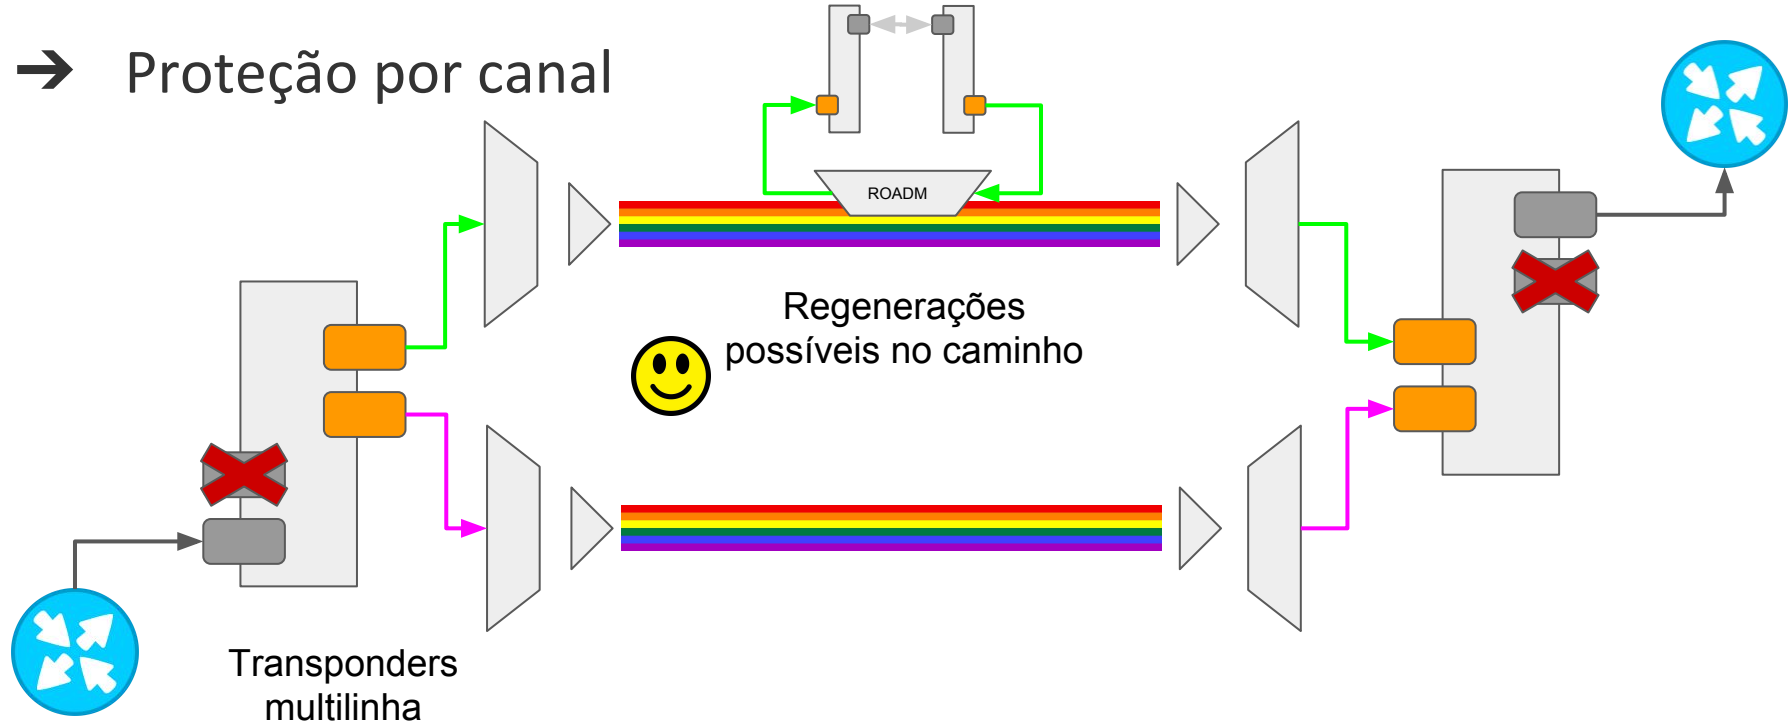 ➔ Proteção por canal
ROADM
Regenerações
possíveis no caminho
Transponders
multilinha